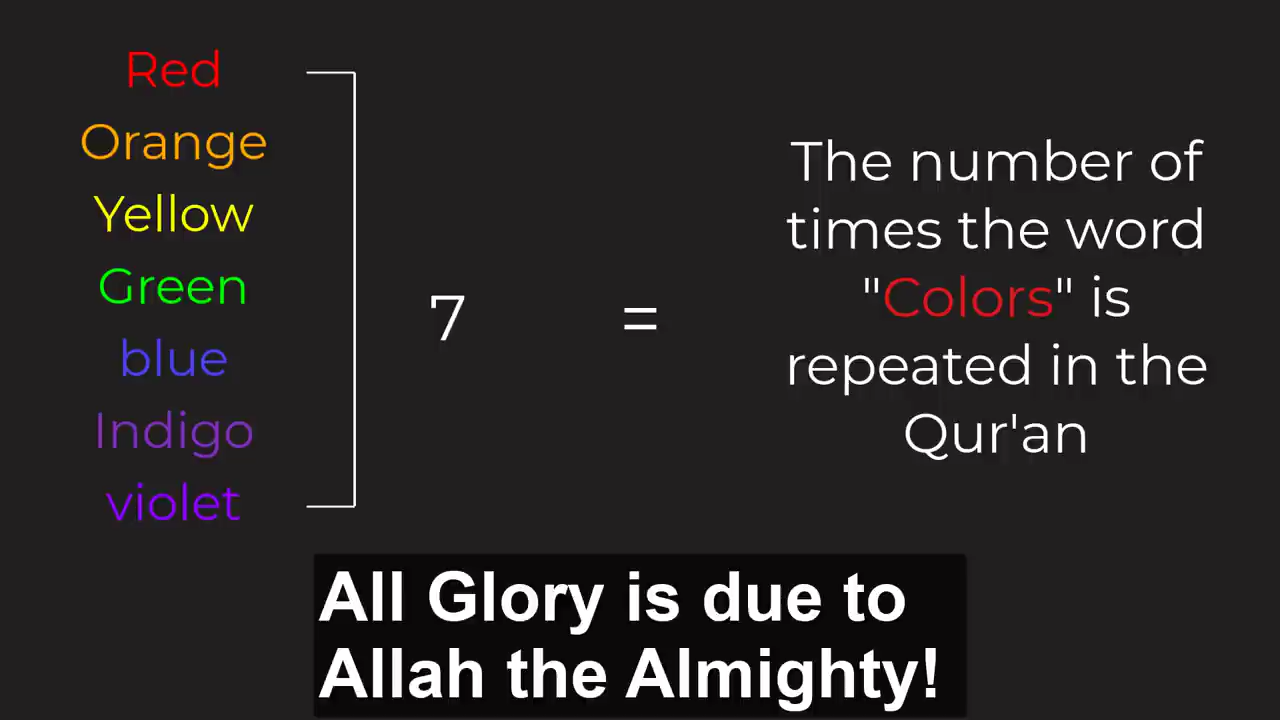 Red
Orange
Yellow
Green
blue
Indigo
violet
7
=
The number of
times the word
"Colors" is
repeated in the
Qur'an
All Glory is due to
Allah the Almighty!